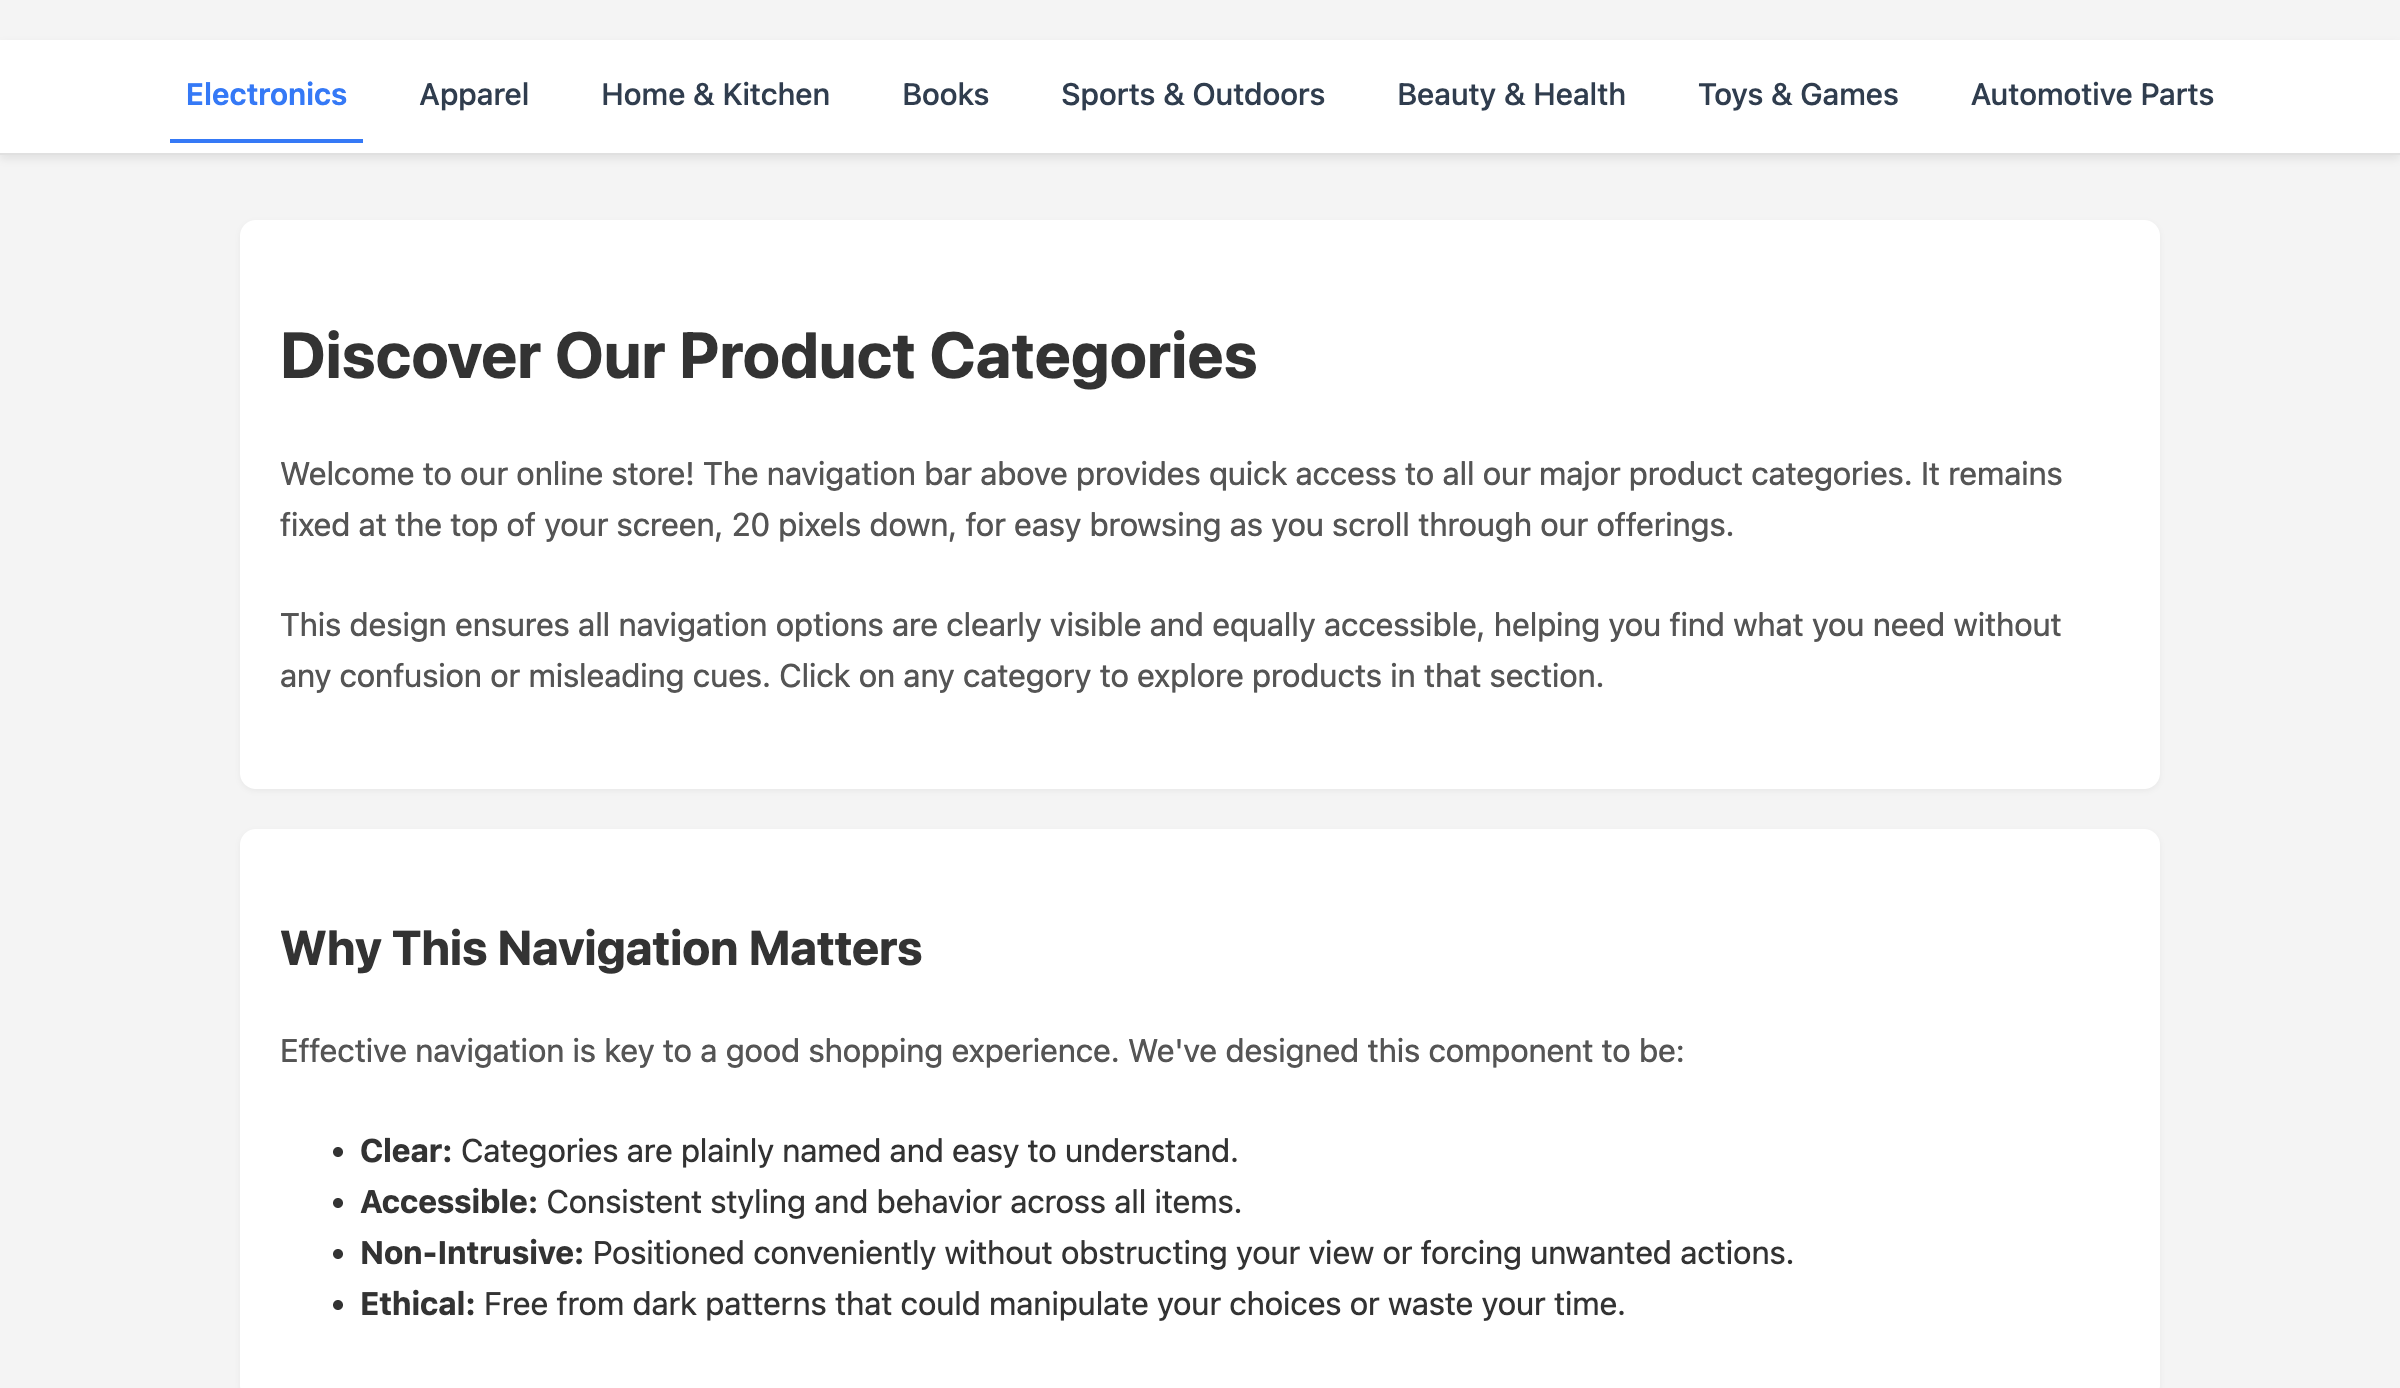 Electronics Apparel Home & Kitchen Books Sports & Outdoors Beauty & Health Toys & Games Automotive Parts
Discover Our Product Categories
Welcome to our online store! The navigation bar above provides quick access to all our major product categories. It remains
fixed at the top of your screen, 20 pixels down, for easy browsing as you scroll through our offerings.
This design ensures all navigation options are clearly visible and equally accessible, helping you find what you need without
any confusion or misleading cues. Click on any category to explore products in that section.
Why This Navigation Matters
Effective navigation is key to a good shopping experience. We've designed this component to be:
• Clear: Categories are plainly named and easy to understand.
• Accessible: Consistent styling and behavior across all items.
• Non-Intrusive: Positioned conveniently without obstructing your view or forcing unwanted actions.
• Ethical: Free from dark patterns that could manipulate your choices or waste your time.